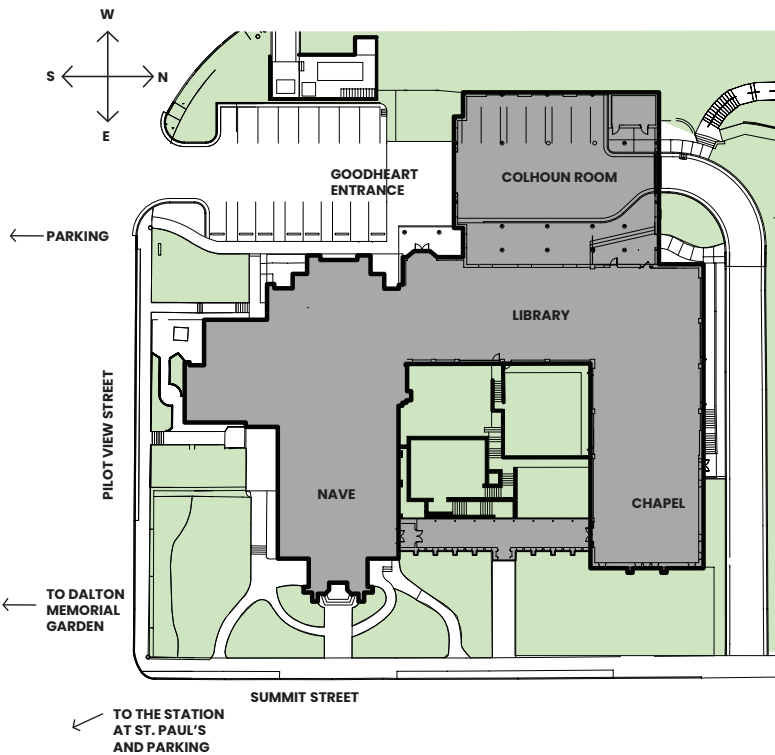 W
S
N
E
GOODHEART
ENTRANCE
COLHOUN ROOM
PARKING
LIBRARY
PILOT VIEW STREET
NAVE
CHAPEL
TO DALTON
MEMORIAL
GARDEN
SUMMIT STREET
TO THE STATION
AT ST. PAUL'S
AND PARKING